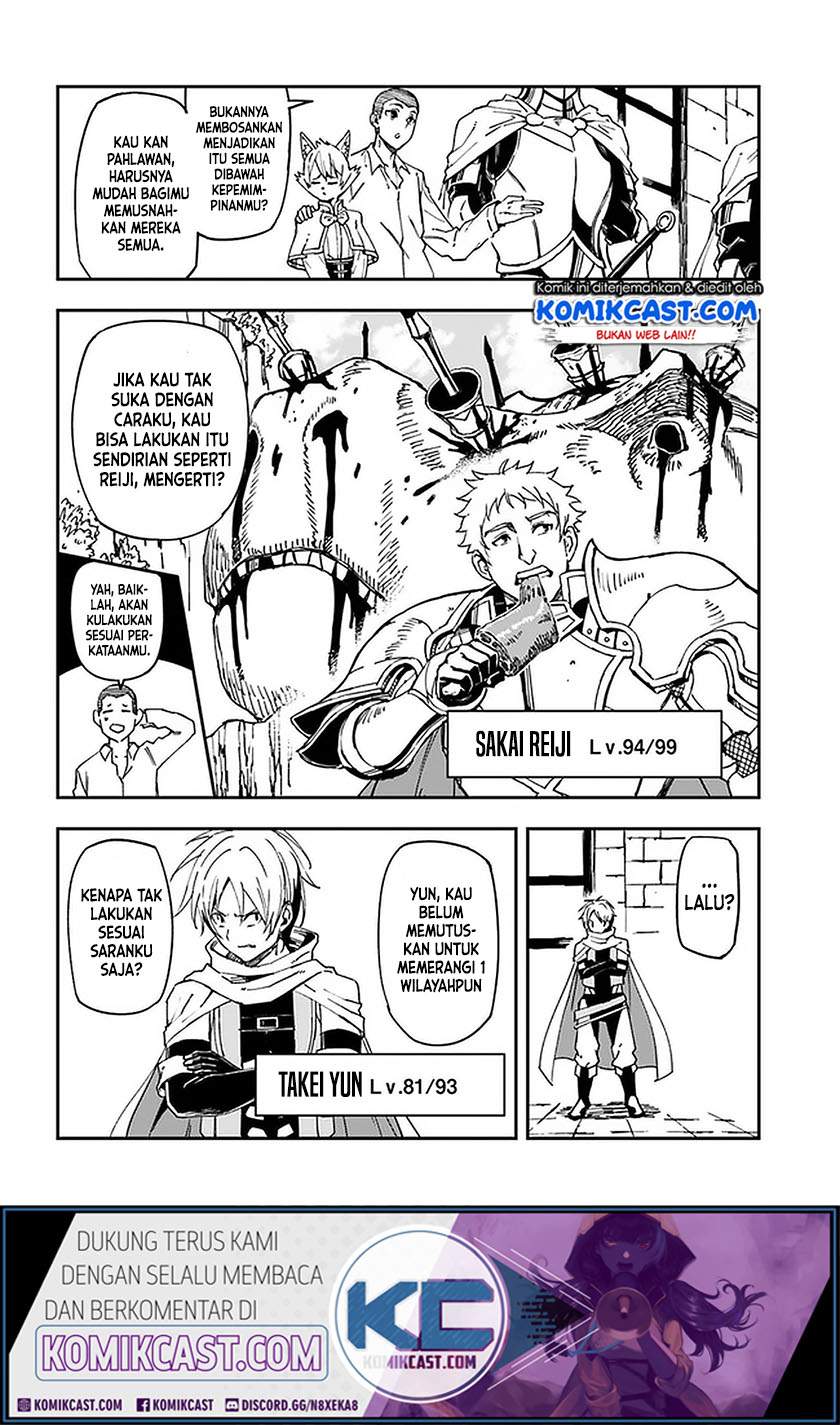 BUKANNYA
MEMBOSANKAN
MENJADIKAN
ITU SEMUA
DIBAWAH
KEPEMIM-
PINANMU?
KAU KAN
PAHLAWAN,
HARUSNYA
MUDAH BAGIMU
MEMUSNAH-
KAN MEREKA
SEMUA.
Komik ini diterjemahkan & diedit oleh
KOMIKCAST.COM
BUKAN WEB LAIN!!
JIKA KAU TAK
SUKA DENGAN
CARAKU, KAU
BISA LAKUKAN ITU
SENDIRIAN SEPERTI
REIJI, MENGERTI?
YAH, BAIK-
LAH, AKAN
KULAKUKAN
SESUAI PER-
KATAANMU.
SAKAI REIJI Lv.94/99
...
LALU?
YUN, KAU
BELUM
MEMUTUS-
KAN UNTUK
MEMERANGI 1
WILAYAHPUN
KENAPA TAK
LAKUKAN
SESUAI
SARANKU
SAJA?
TAKEI YUN Lv.81/93
DUKUNG TERUS KAMI
DENGAN SELALU MEMBACA
DAN BERKOMENTAR DI
KOMIKCAST.COM
KC
KOMIKCAST.COM
KOMIKCAST.COM KOMIKCAST DISCORD.GG/N8XEKA8